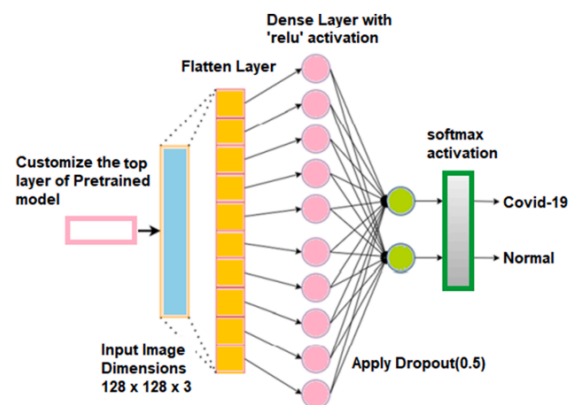 Dense Layer with
'relu' activation
Flatten Layer
softmax
activation
Customize the top
layer of Pretrained
model
Covid-19
Normal
Input Image
Dimensions
128 x 128 x 3
Apply Dropout(0.5)